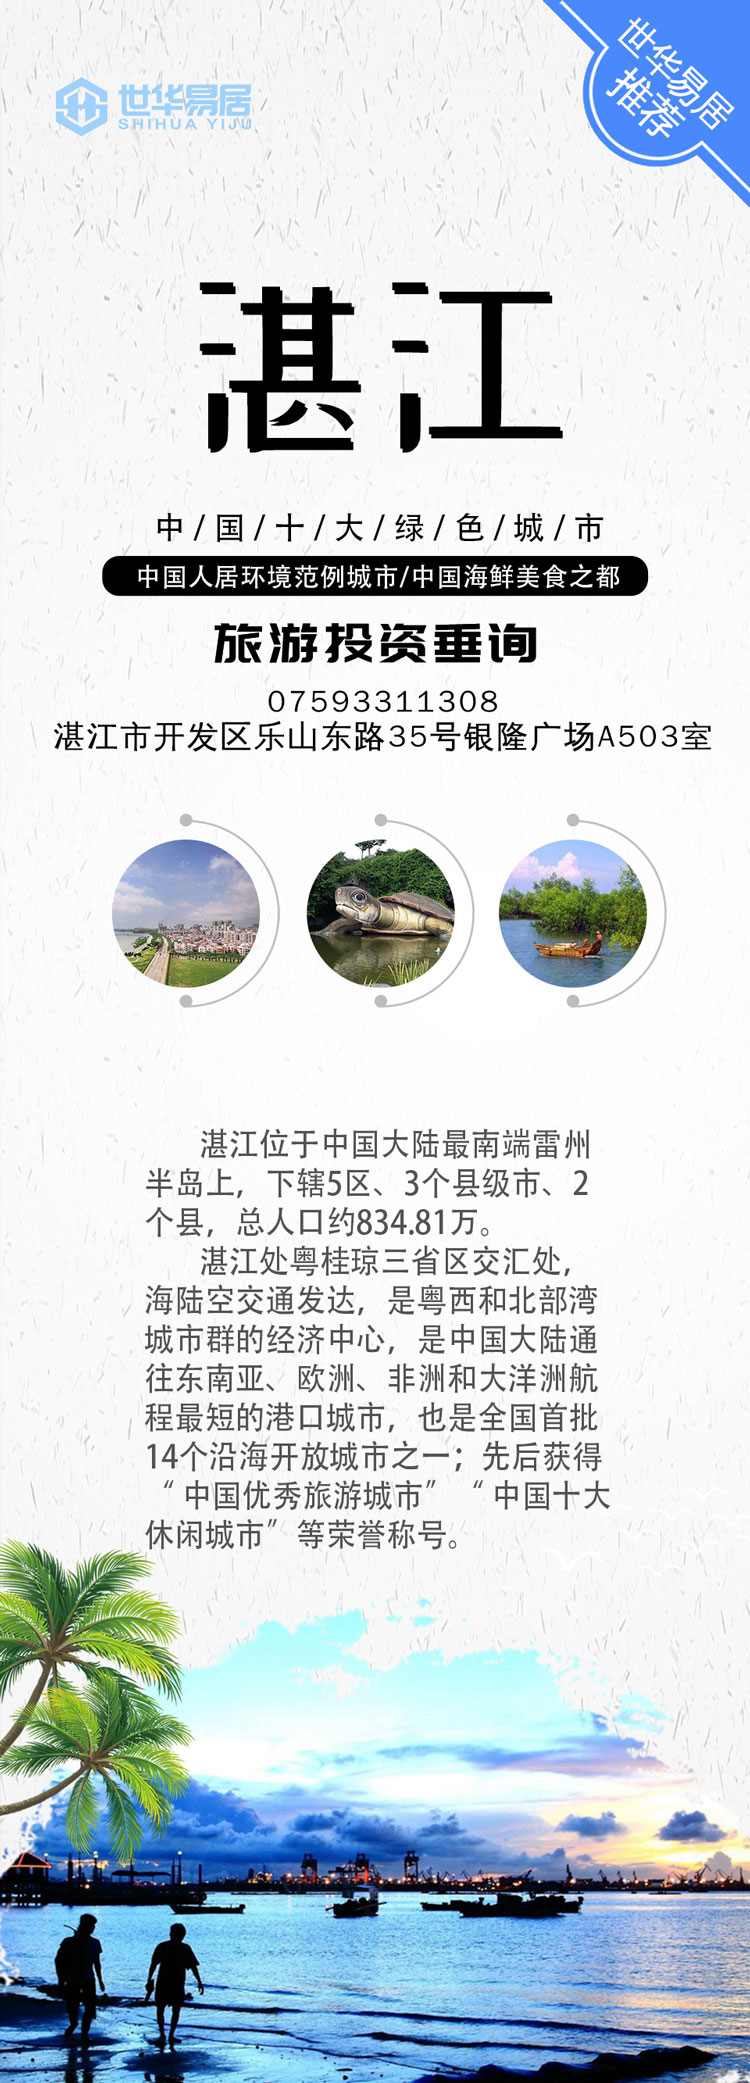 世华易居
SHIHUA YIJU
世华易居
推荐
湛江
中/国/十/大/绿/色/城/市
中国人居环境范例城市/中国海鲜美食之都
旅游投资垂询
07593311308
湛江市开发区乐山东路35号银隆广场A503室
湛江位于中国大陆最南端雷州
半岛上，下辖5区、3个县级市、2
个县，总人口约834.81万。
湛江处粤桂琼三省区交汇处，
海陆空交通发达，是粤西和北部湾
城市群的经济中心，是中国大陆通
往东南亚、欧洲、非洲和大洋洲航
程最短的港口城市，也是全国首批
14个沿海开放城市之一；先后获得
“中国优秀旅游城市”“中国十大
休闲城市”等荣誉称号。